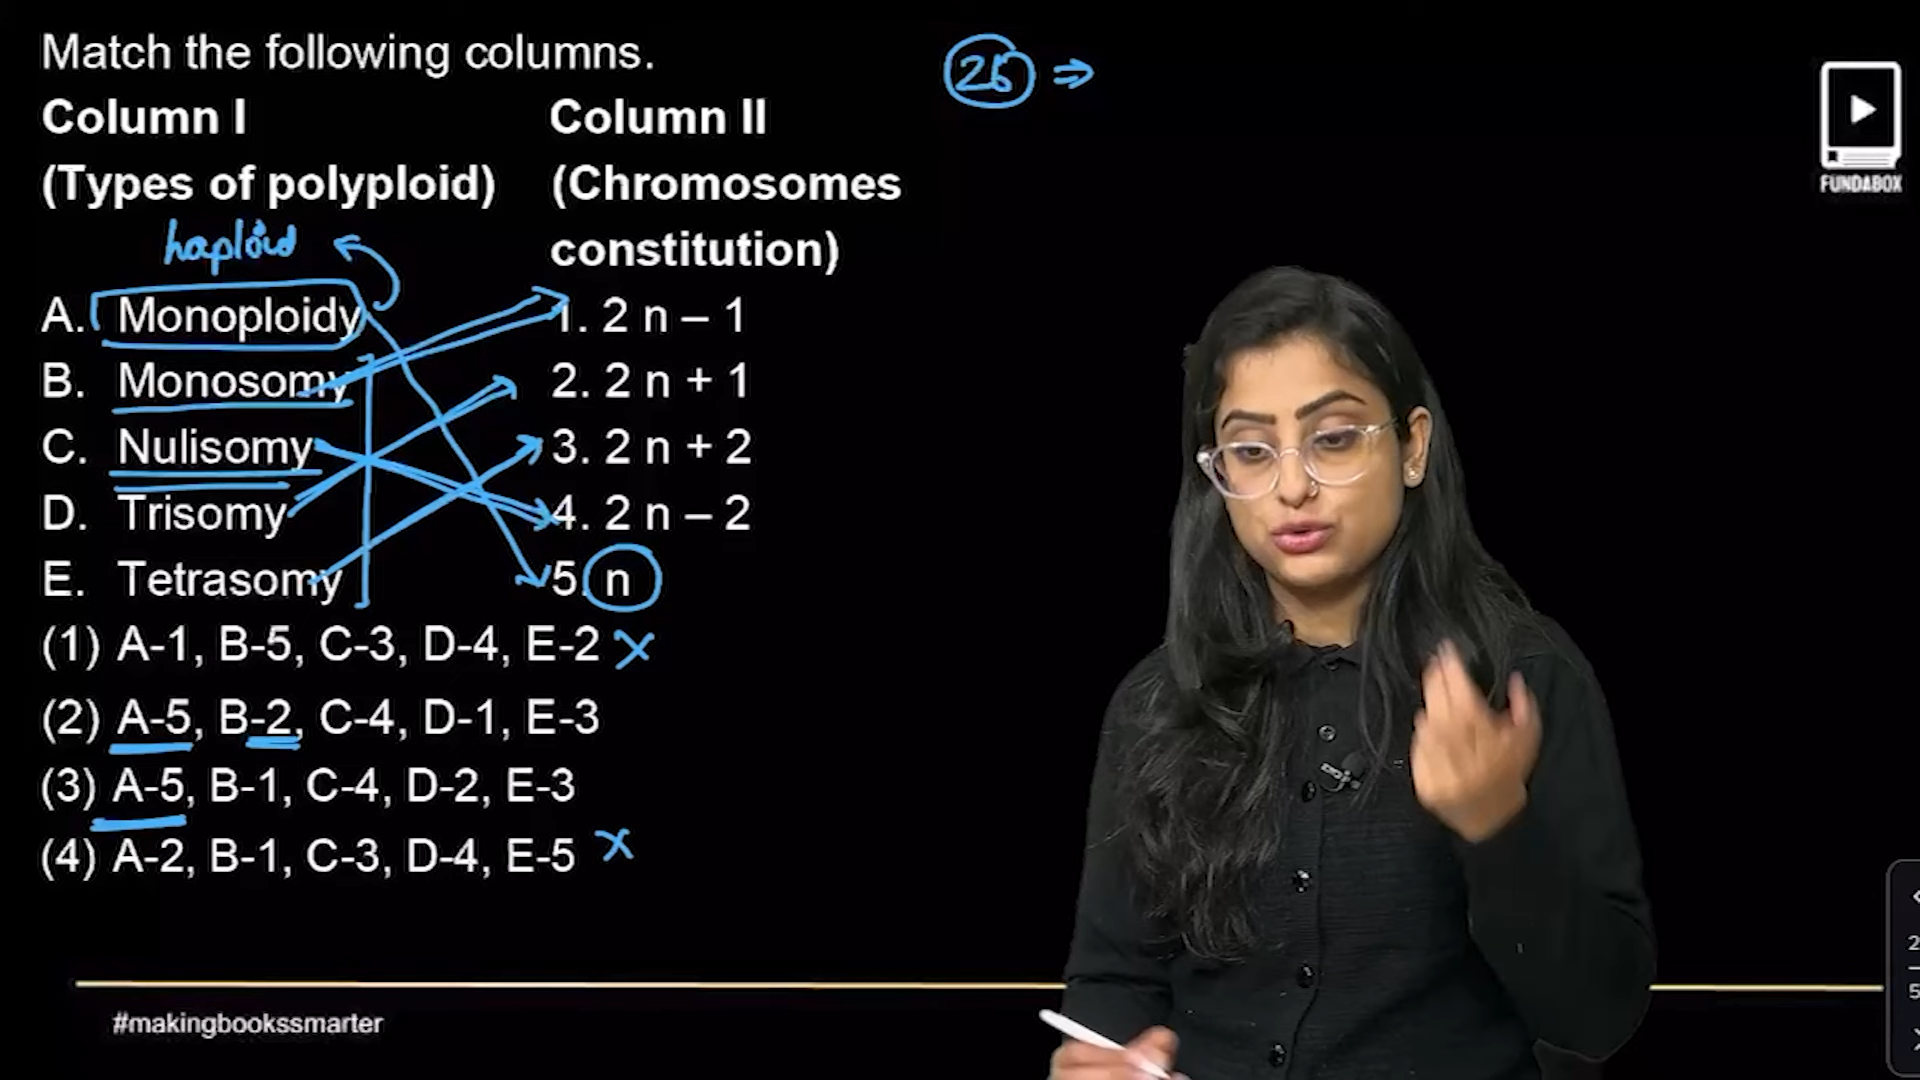 Match the following columns.
25 ⇒
Column I Column II
(Types of polyploid) (Chromosomes
haploid constitution)
A. Monoploidy 1. 2 n – 1
B. Monosomy 2. 2 n + 1
C. Nulisomy 3. 2 n + 2
D. Trisomy 4. 2 n – 2
E. Tetrasomy 5. n
(1) A-1, B-5, C-3, D-4, E-2 x
(2) A-5, B-2, C-4, D-1, E-3
(3) A-5, B-1, C-4, D-2, E-3
(4) A-2, B-1, C-3, D-4, E-5 x
#makingbookssmarter
FUNDABOX
2
5